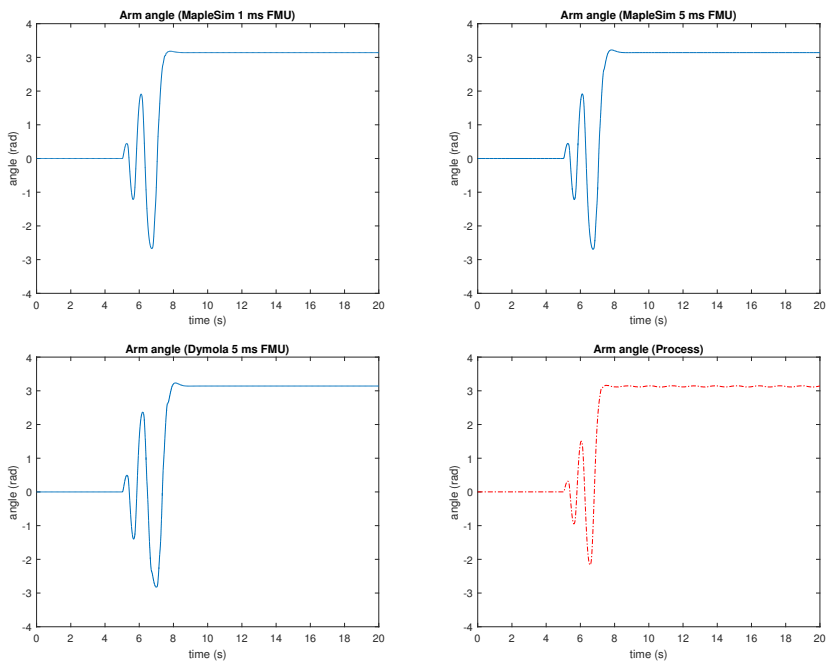 Arm angle (MapleSim 1 ms FMU)
4
3
2
1
0
-1
-2
-3
-4
angle (rad)
0 2 4 6 8 10 12 14 16 18 20
time (s)
Arm angle (MapleSim 5 ms FMU)
4
3
2
1
0
-1
-2
-3
-4
angle (rad)
0 2 4 6 8 10 12 14 16 18 20
time (s)
Arm angle (Dymola 5 ms FMU)
4
3
2
1
0
-1
-2
-3
-4
angle (rad)
0 2 4 6 8 10 12 14 16 18 20
time (s)
Arm angle (Process)
4
3
2
1
0
-1
-2
-3
-4
angle (rad)
0 2 4 6 8 10 12 14 16 18 20
time (s)